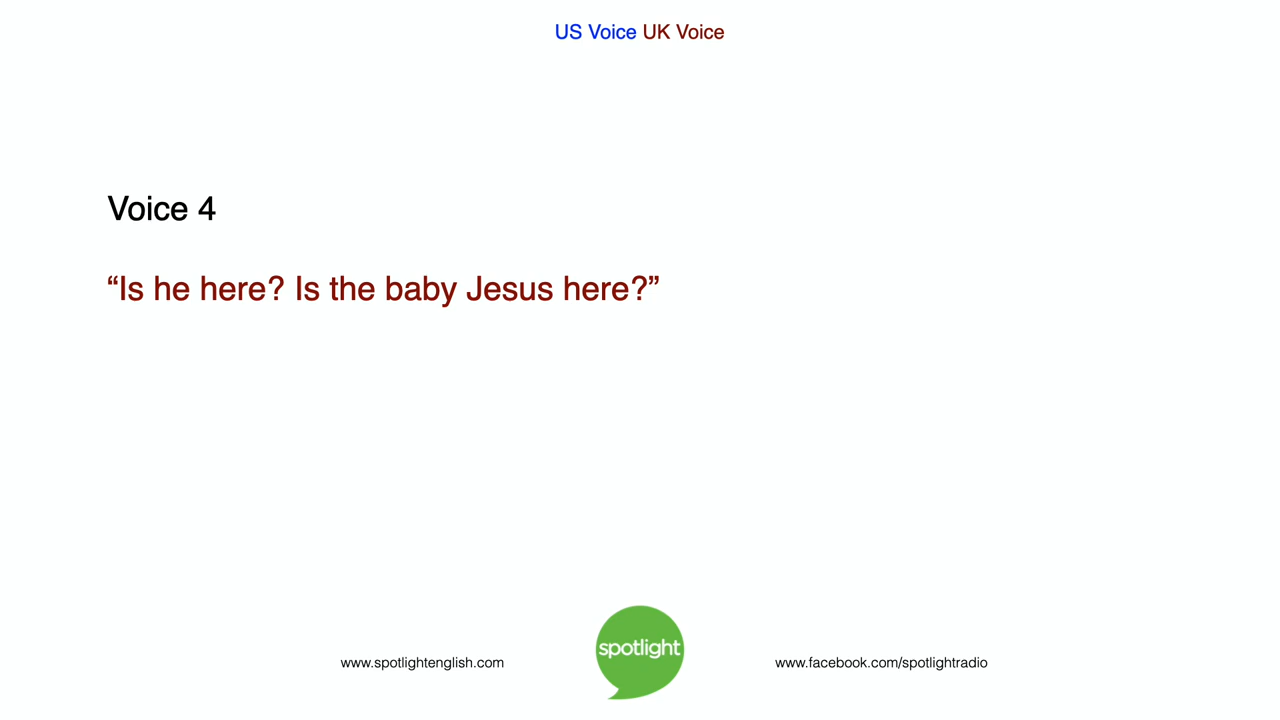 US Voice UK Voice
Voice 4
“Is he here? Is the baby Jesus here?”
spotlight
www.spotlightenglish.com
www.facebook.com/spotlightradio